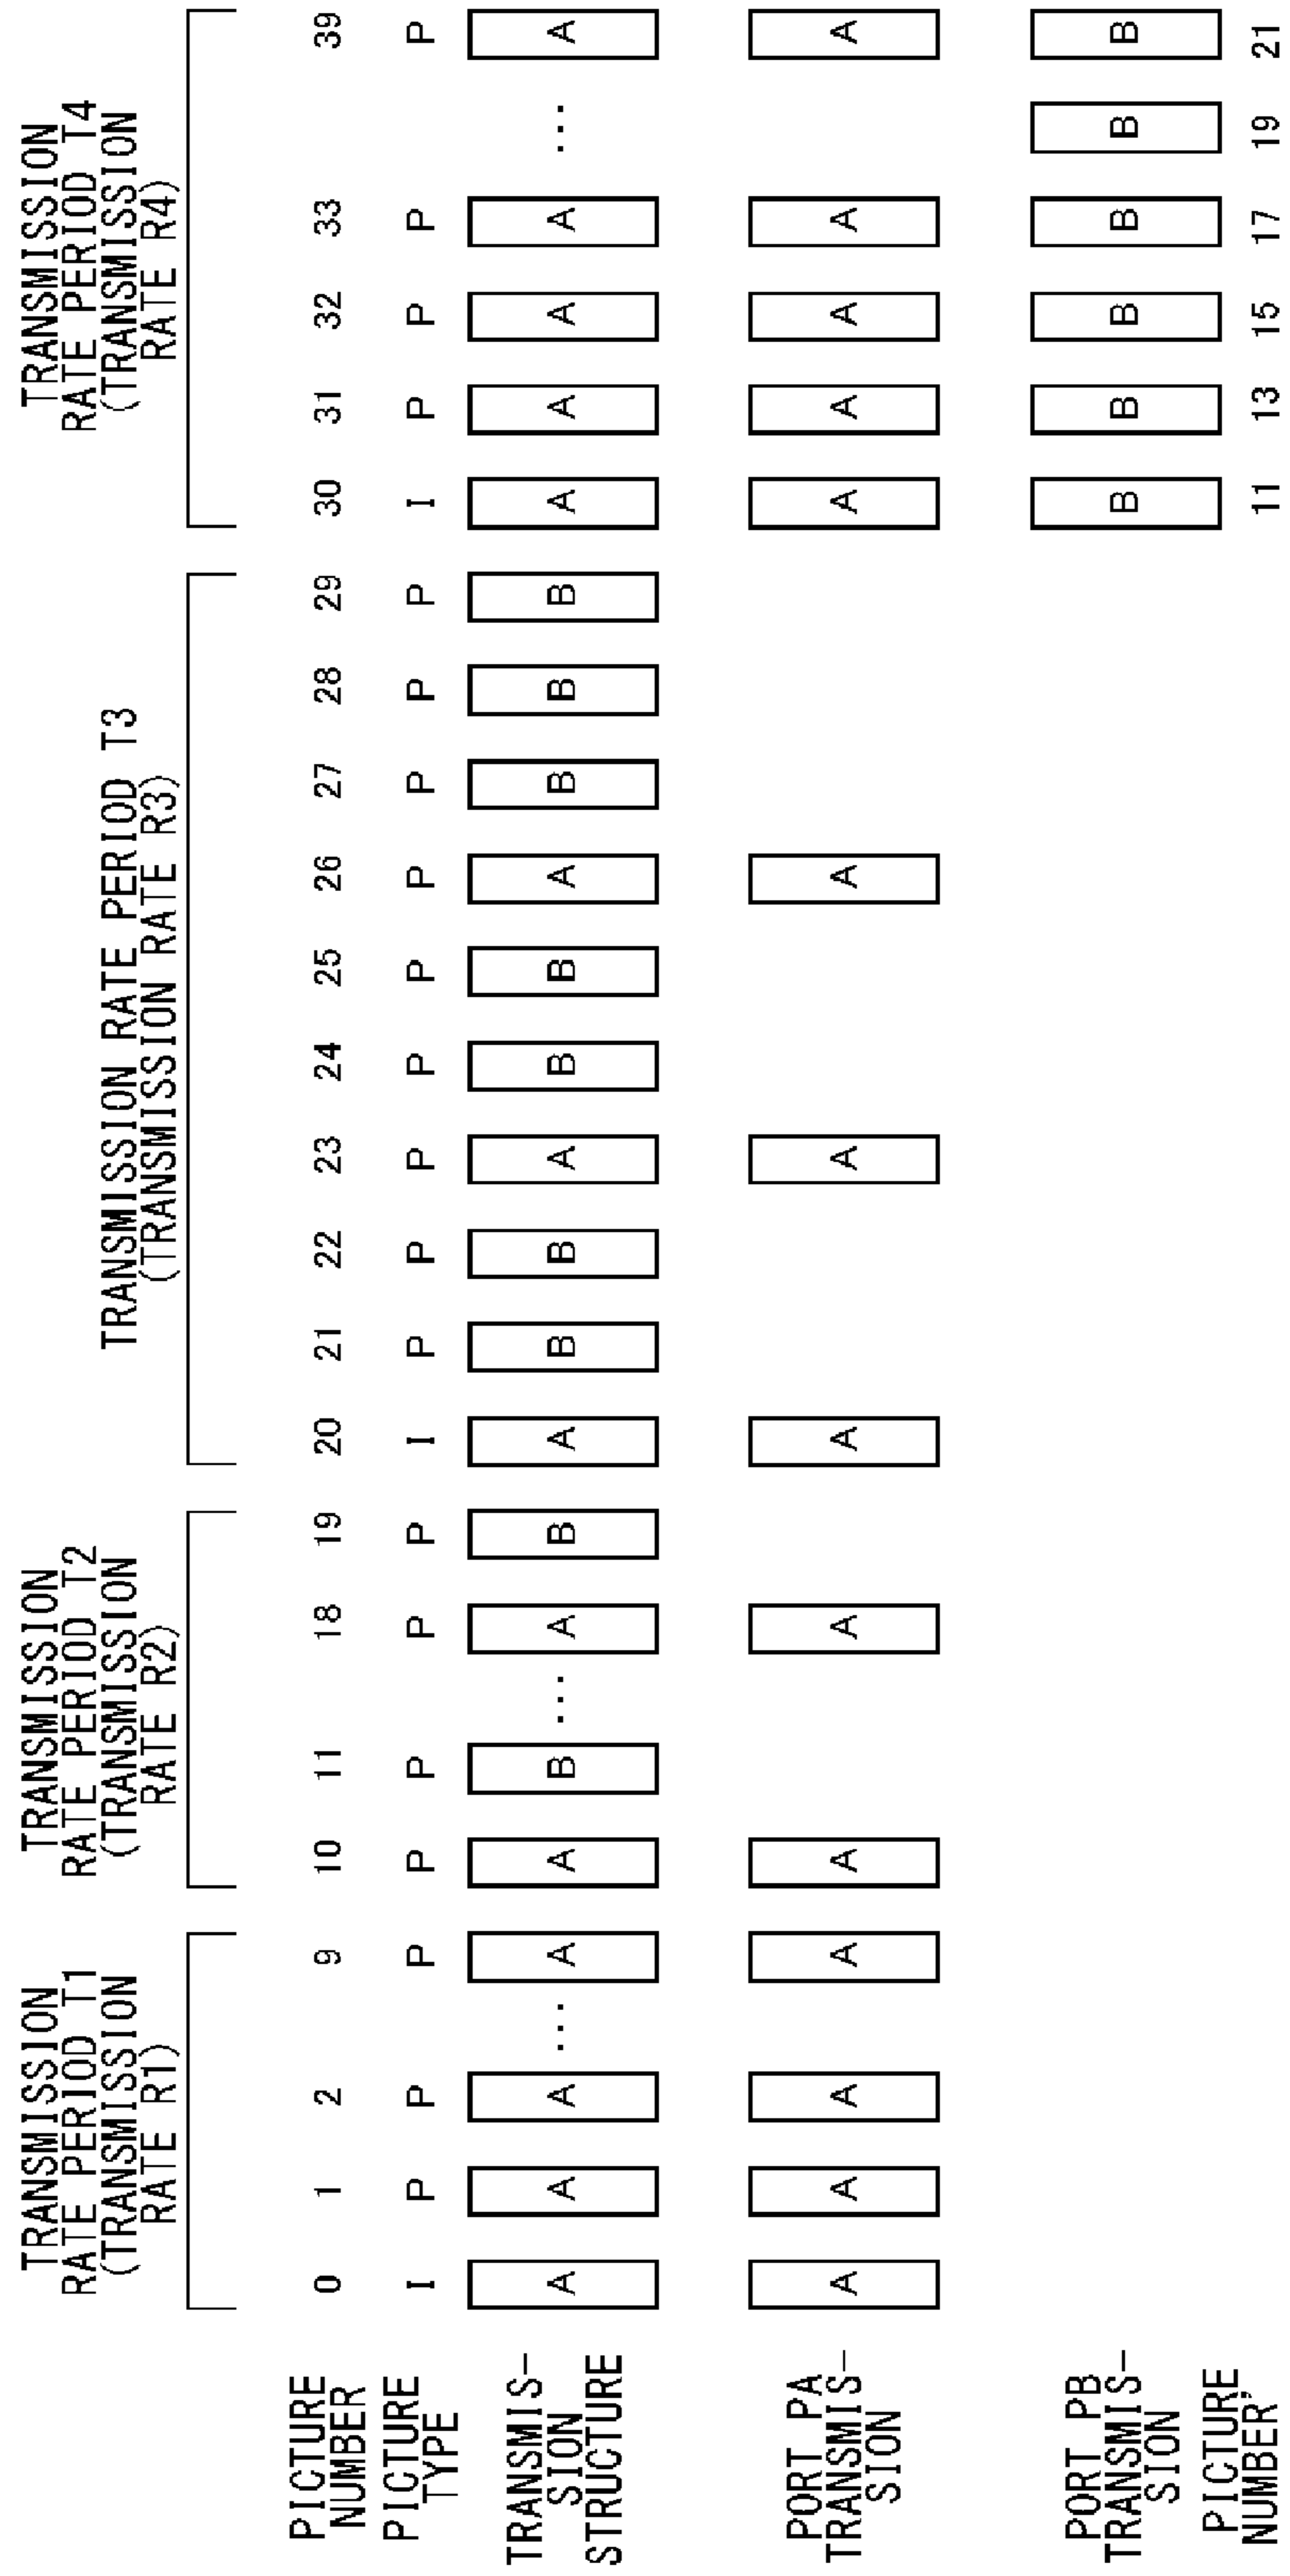 TRANSMISSION
RATE PERIOD T1
(TRANSMISSION
RATE R1)
TRANSMISSION
RATE PERIOD T2
(TRANSMISSION
RATE R2)
TRANSMISSION RATE PERIOD T3
(TRANSMISSION RATE R3)
TRANSMISSION
RATE PERIOD T4
(TRANSMISSION
RATE R4)
PICTURE
NUMBER
0 1 2 9 10 11 18 19 20 21 22 23 24 25 26 27 28 29 30 31 32 33 39
PICTURE
TYPE
I P P P P P P P I P P P P P P P P P I P P P P
TRANSMIS-
SION
STRUCTURE
A A A ... A A B ... A B A B B A B B A B B B A A A A ... A
PORT PA
TRANSMIS-
SION
A A A A A A A A A A A A A A
PORT PB
TRANSMIS-
SION
B B B B B B
PICTURE
NUMBER'
11 13 15 17 19 21